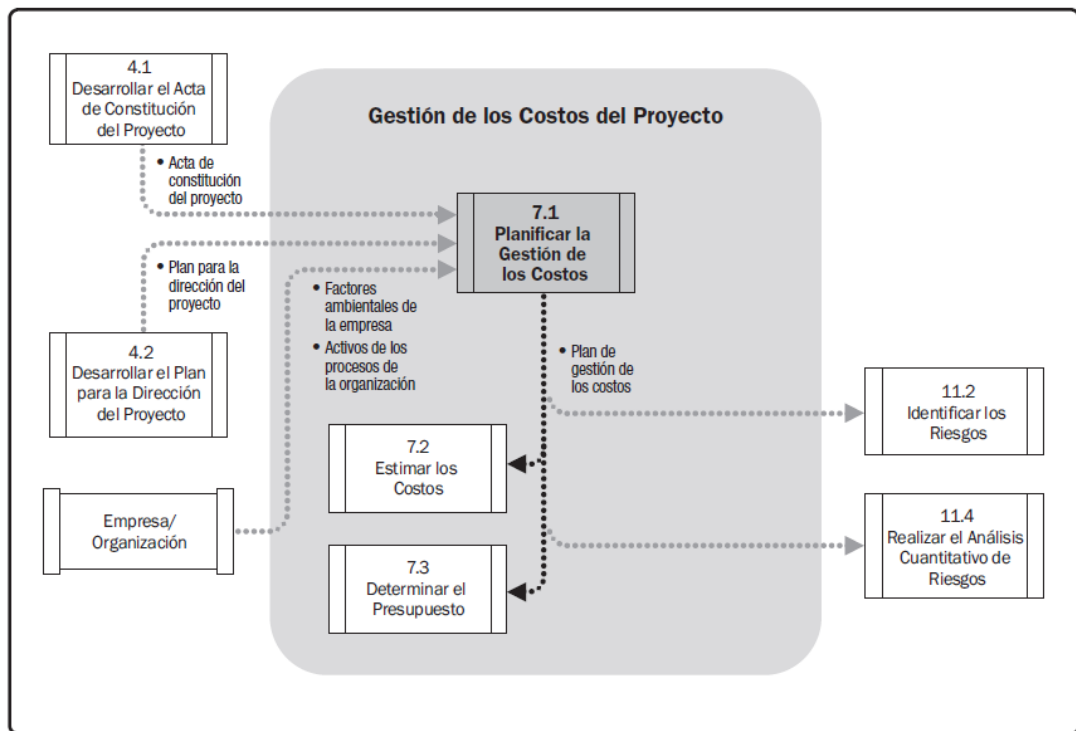 4.1
Desarrollar el Acta
de Constitución
del Proyecto
Gestión de los Costos del Proyecto
• Acta de
constitución
del proyecto
7.1
Planificar la
Gestión de
los Costos
• Plan para la
dirección del
proyecto
• Factores
ambientales de
la empresa
• Activos de los
procesos de
la organización
4.2
Desarrollar el Plan
para la Dirección
del Proyecto
• Plan de
gestión de
los costos
11.2
Identificar los
Riesgos
7.2
Estimar los
Costos
Empresa/
Organización
11.4
Realizar el Análisis
Cuantitativo de
Riesgos
7.3
Determinar el
Presupuesto